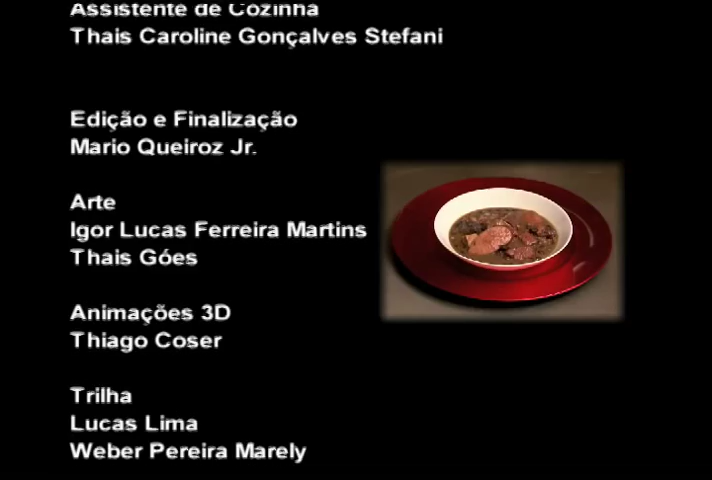 Assistente de Cozinha
Thais Caroline Gonçalves Stefani
Edição e Finalização
Mario Queiroz Jr.
Arte
Igor Lucas Ferreira Martins
Thais Góes
Animações 3D
Thiago Coser
Trilha
Lucas Lima
Weber Pereira Marely